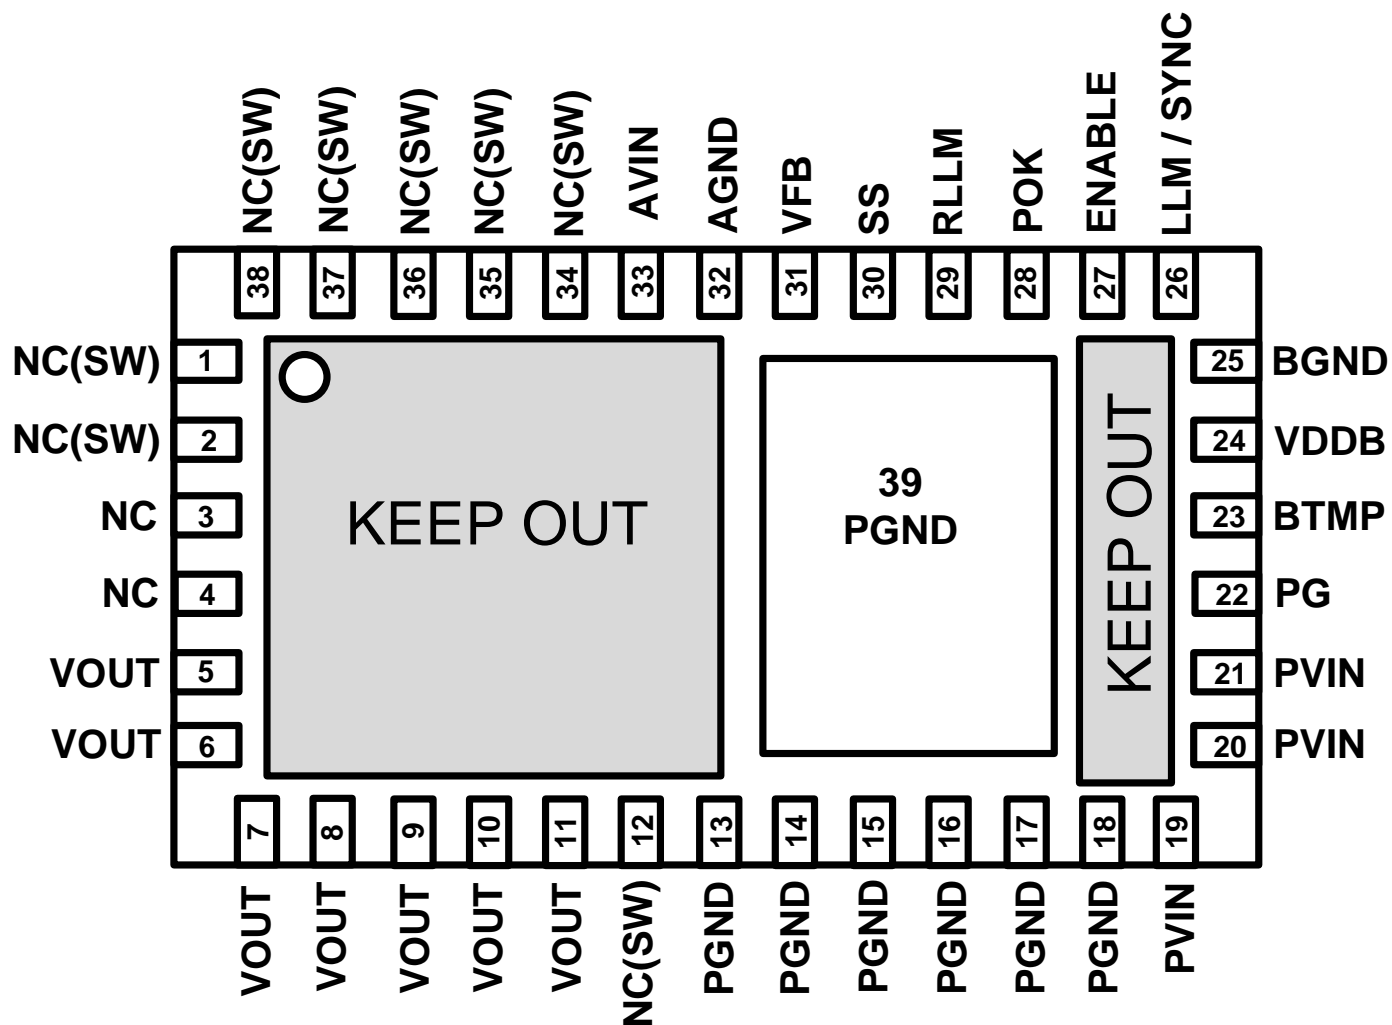 NC(SW)
NC(SW)
NC(SW)
NC(SW)
NC(SW)
AVIN
AGND
VFB
SS
RLLM
POK
ENABLE
LLM / SYNC
38
37
36
35
34
33
32
31
30
29
28
27
26
NC(SW) 1
NC(SW) 2
NC 3
NC 4
VOUT 5
VOUT 6
KEEP OUT
39
PGND
KEEP OUT
25 BGND
24 VDDB
23 BTMP
22 PG
21 PVIN
20 PVIN
7
8
9
10
11
12
13
14
15
16
17
18
19
VOUT
VOUT
VOUT
VOUT
VOUT
NC(SW)
PGND
PGND
PGND
PGND
PGND
PGND
PVIN